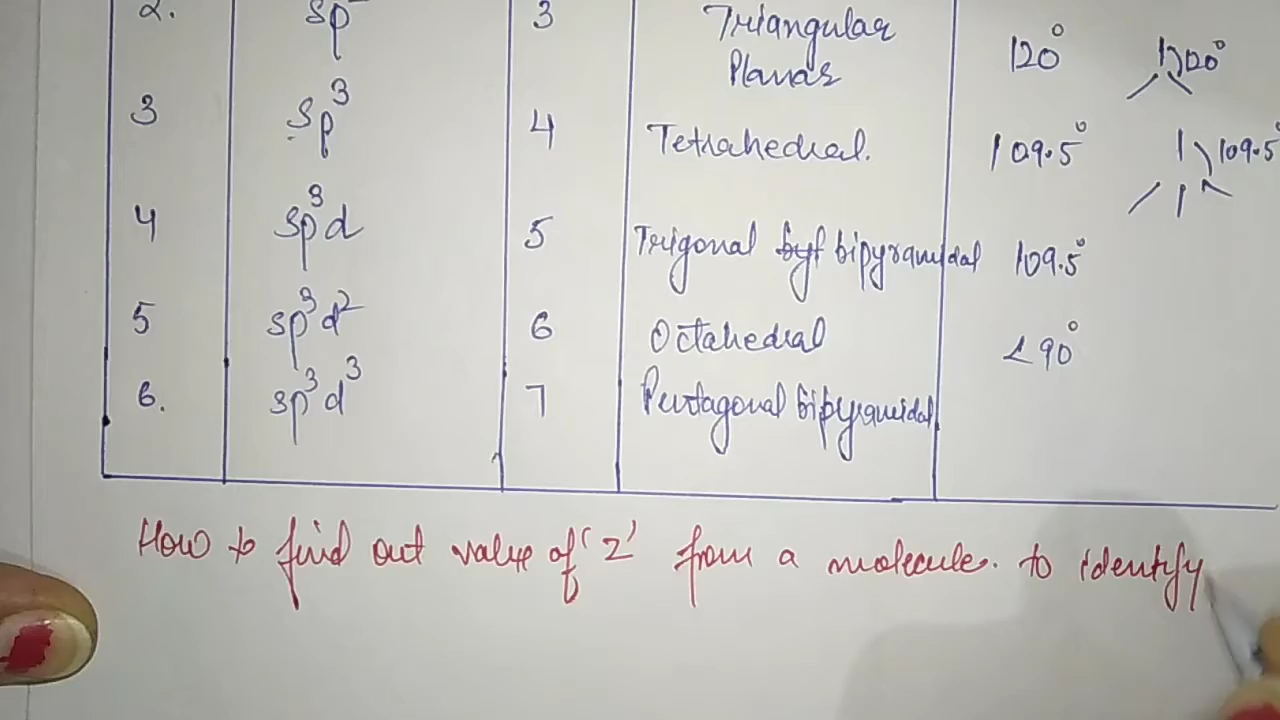 2. sp 3 Triangular Planar 120° 120°
3 sp³ 4 Tetrahedral. 109.5° 109.5°
4 sp³d 5 Trigonal bipyramidal 109.5°
5 sp³d² 6 Octahedral <90°
6. sp³d³ 7 Pentagonal bipyramidal
How to find out value of 'Z' from a molecule. to identify